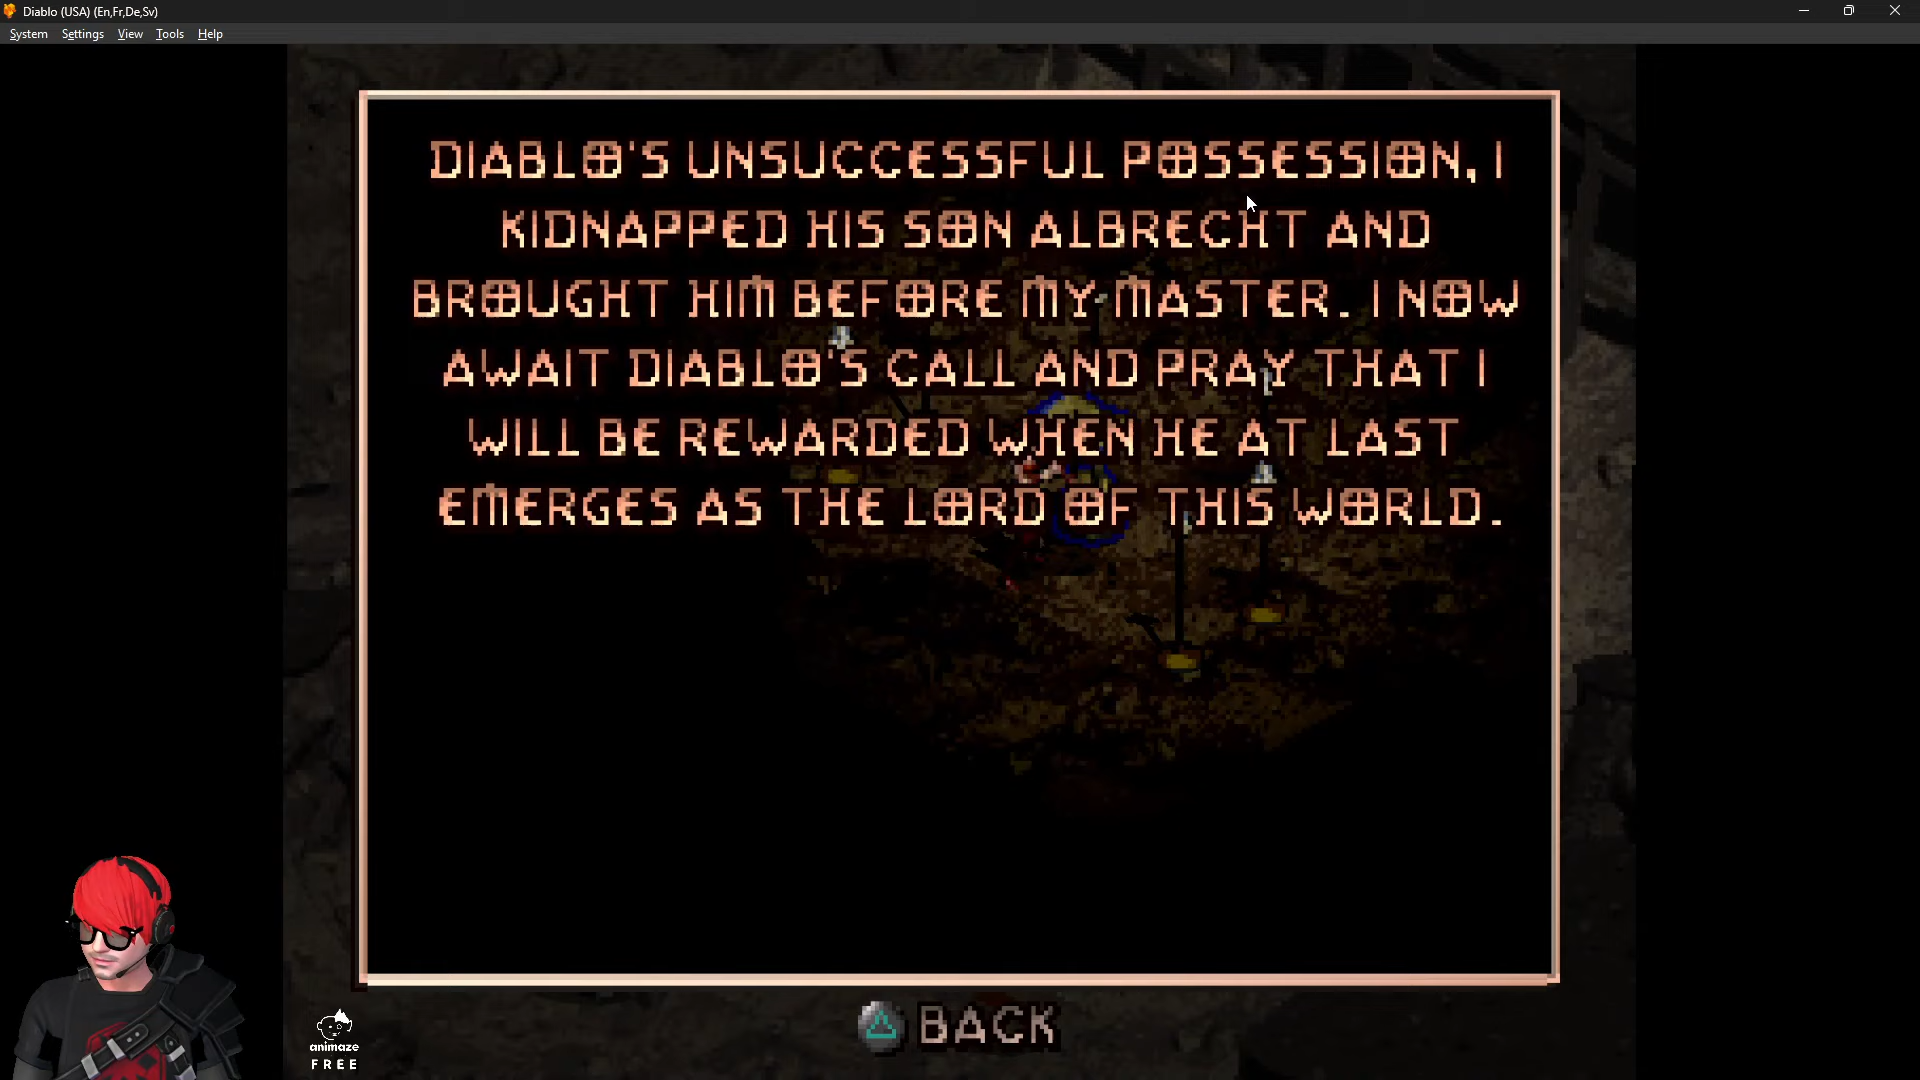 Diablo (USA) (En,Fr,De,Sv)
System Settings View Tools Help
DIABLO'S UNSUCCESSFUL POSSESSION, I
KIDNAPPED HIS SON ALBRECHT AND
BROUGHT HIM BEFORE MY MASTER. I NOW
AWAIT DIABLO'S CALL AND PRAY THAT I
WILL BE REWARDED WHEN HE AT LAST
EMERGES AS THE LORD OF THIS WORLD.
BACK
animaze
FREE